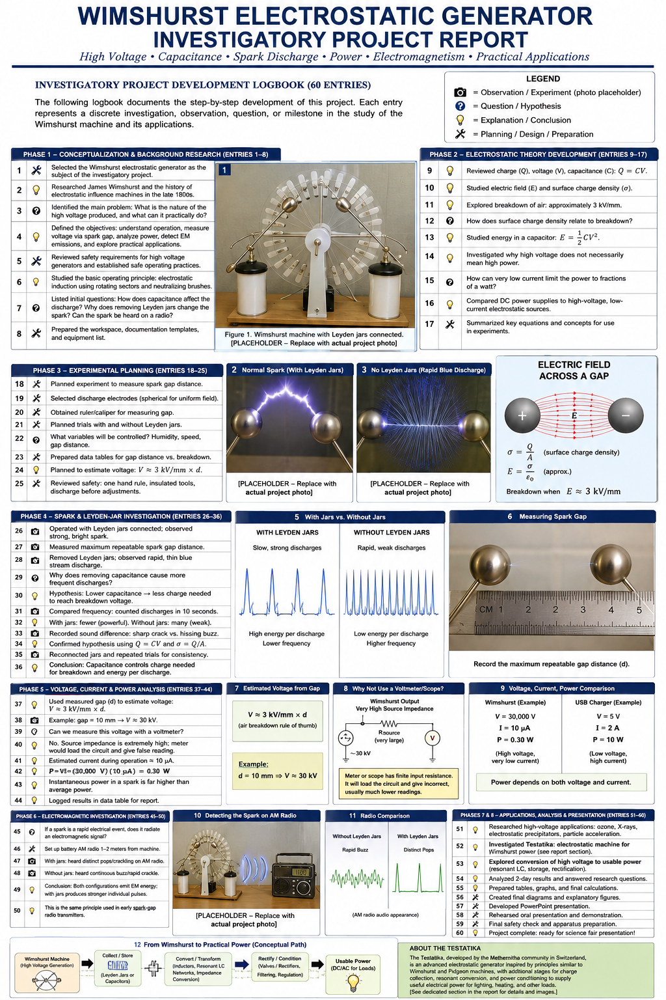 WIMSHURST ELECTROSTATIC GENERATOR
INVESTIGATORY PROJECT REPORT
High Voltage • Capacitance • Spark Discharge • Power • Electromagnetism • Practical Applications
INVESTIGATORY PROJECT DEVELOPMENT LOGBOOK (60 ENTRIES)
The following logbook documents the step-by-step development of this project. Each entry
represents a discrete investigation, observation, question, or milestone in the study of the
Wimshurst machine and its applications.
LEGEND
= Observation / Experiment (photo placeholder)
= Question / Hypothesis
= Explanation / Conclusion
= Planning / Design / Preparation
PHASE 1 – CONCEPTUALIZATION & BACKGROUND RESEARCH (ENTRIES 1–8)
1 Selected the Wimshurst electrostatic generator as the
subject of the investigatory project.
2 Researched James Wimshurst and the history of
electrostatic influence machines in the late 1800s.
3 Identified the main problem: What is the nature of the
high voltage produced, and what can it practically do?
4 Defined the objectives: understand operation, measure
voltage via spark gap, analyze power, detect EM
emissions, and explore practical applications.
5 Reviewed safety requirements for high voltage
generators and established safe operating practices.
6 Studied the basic operating principle: electrostatic
induction using rotating sectors and neutralizing brushes.
7 Listed initial questions: How does capacitance affect the
discharge? Why does removing Leyden jars change the
spark? Can the spark be heard on a radio?
8 Prepared the workspace, documentation templates,
and equipment list.
1
Figure 1. Wimshurst machine with Leyden jars connected.
[PLACEHOLDER – Replace with actual project photo]
PHASE 2 – ELECTROSTATIC THEORY DEVELOPMENT (ENTRIES 9–17)
9 Reviewed charge (Q), voltage (V), capacitance (C): Q = CV.
10 Studied electric field (E) and surface charge density (σ).
11 Explored breakdown of air: approximately 3 kV/mm.
12 How does surface charge density relate to breakdown?
13 Studied energy in a capacitor: E = 1/2 CV².
14 Investigated why high voltage does not necessarily
mean high power.
15 How can very low current limit the power to fractions
of a watt?
16 Compared DC power supplies to high-voltage, low-
current electrostatic sources.
17 Summarized key equations and concepts for use
in experiments.
PHASE 3 – EXPERIMENTAL PLANNING (ENTRIES 18–25)
18 Planned experiment to measure spark gap distance.
19 Selected discharge electrodes (spherical for uniform field).
20 Obtained ruler/caliper for measuring gap.
21 Planned trials with and without Leyden jars.
22 What variables will be controlled? Humidity, speed,
gap distance.
23 Prepared data tables for gap distance vs. breakdown.
24 Planned to estimate voltage: V ≈ 3 kV/mm × d.
25 Reviewed safety: one hand rule, insulated tools,
discharge before adjustments.
2 Normal Spark (With Leyden Jars)
[PLACEHOLDER – Replace with
actual project photo]
3 No Leyden Jars (Rapid Blue Discharge)
[PLACEHOLDER – Replace with
actual project photo]
ELECTRIC FIELD
ACROSS A GAP
+ E −
σ = Q/A (surface charge density)
E = σ/e₀ (approx.)
Breakdown when E ≈ 3 kV/mm
PHASE 4 – SPARK & LEYDEN-JAR INVESTIGATION (ENTRIES 26–36)
26 Operated with Leyden jars connected; observed
strong, bright spark.
27 Measured maximum repeatable spark gap distance.
28 Removed Leyden jars; observed rapid, thin blue
stream discharge.
29 Why does removing capacitance cause more
frequent discharges?
30 Hypothesis: Lower capacitance → less charge needed
to reach breakdown voltage.
31 Compared frequency: counted discharges in 10 seconds.
32 With jars: fewer (powerful). Without jars: many (weak).
33 Recorded sound difference: sharp crack vs. hissing buzz.
34 Confirmed hypothesis using Q = CV and σ = Q/A.
35 Reconnected jars and repeated trials for consistency.
36 Conclusion: Capacitance controls charge needed
for breakdown and energy per discharge.
5 With Jars vs. Without Jars
WITH LEYDEN JARS
Slow, strong discharges
High energy per discharge
Lower frequency
WITHOUT LEYDEN JARS
Rapid, weak discharges
Low energy per discharge
Higher frequency
6 Measuring Spark Gap
CM 1 2 2 3 4 5
Record the maximum repeatable gap distance (d).
PHASE 5 – VOLTAGE, CURRENT & POWER ANALYSIS (ENTRIES 37–44)
37 Used measured gap (d) to estimate voltage:
V ≈ 3 kV/mm × d.
38 Example: gap = 10 mm → V ≈ 30 kV.
39 Can we measure this voltage with a voltmeter?
40 No. Source impedance is extremely high; meter
would load the circuit and give false reading.
41 Estimated current during operation ≈ 10 µA.
42 (30,000 V) (10 µA) = 0.30 W
43 Instantaneous power in a spark is far higher than
average power.
44 Logged results in data table for report.
7 Estimated Voltage from Gap
V ≈ 3 kV/mm × d
(air breakdown rule of thumb)
Example:
d = 10 mm ⇒ V ≈ 30 kV
8 Why Not Use a Voltmeter/Scope?
Wimshurst Output
Very High Source Impedance
Rsource
(very large)
V
~30 kV
Meter or scope has finite input resistance.
It will load the circuit and give incorrect,
usually much lower readings.
9 Voltage, Current, Power Comparison
Wimshurst (Example)
V = 30,000 V
I = 10 µA
P = 0.30 W
(High voltage,
very low current)
USB Charger (Example)
V = 5 V
I = 2 A
P = 10 W
(Low voltage,
high current)
Power depends on both voltage and current.
PHASE 6 – ELECTROMAGNETIC INVESTIGATION (ENTRIES 45–50)
45 If a spark is a rapid electrical event, does it radiate
an electromagnetic signal?
46 Set up battery AM radio 1–2 meters from machine.
47 With jars: heard distinct pops/crackling on AM radio.
48 Without jars: heard continuous buzz/rapid crackle.
49 Conclusion: Both configurations emit EM energy;
with jars produces stronger individual pulses.
50 This is the same principle used in early spark-gap
radio transmitters.
10 Detecting the Spark on AM Radio
[PLACEHOLDER – Replace with
actual project photo]
11 Radio Comparison
Without Leyden Jars
Rapid Buzz
With Leyden Jars
Distinct Pops
(AM radio audio appearance)
PHASES 7 & 8 – APPLICATIONS, ANALYSIS & PRESENTATION (ENTRIES 51–60)
51 Researched high-voltage applications: ozone, X-rays,
electrostatic precipitators, particle acceleration.
52 Investigated Testatika: electrostatic machine for
Wimshurst power (see report section).
53 Explored conversion of high voltage to usable power
(resonant LC, storage, rectification).
54 Analyzed 2-day results and answered research questions.
55 Prepared tables, graphs, and final calculations.
56 Created final diagrams and explanatory figures.
57 Developed PowerPoint presentation.
58 Rehearsed oral presentation and demonstration.
59 Final safety check and apparatus preparation.
60 Project complete: ready for science fair presentation!
12 From Wimshurst to Practical Power (Conceptual Path)
Wimshurst Machine
(High Voltage Generation)
Collect / Store
(Leyden Jars or
Capacitors)
Convert / Transform
(Inductors, Resonant LC
Networks, Impedance
Conversion)
Rectify / Condition
(Valves / Rectifiers,
Filtering, Regulation)
Usable Power
(DC/AC for Loads)
ABOUT THE TESTATIKA
The Testatika, developed by the Methernitha community in Switzerland,
is an advanced electrostatic generator inspired by principles similar to
Wimshurst and Pidgeon machines, with additional stages for charge
collection, resonant conversion, and power conditioning to supply
useful electrical power for lighting, heating, and other loads.
[See dedicated section in the report for details and images.]